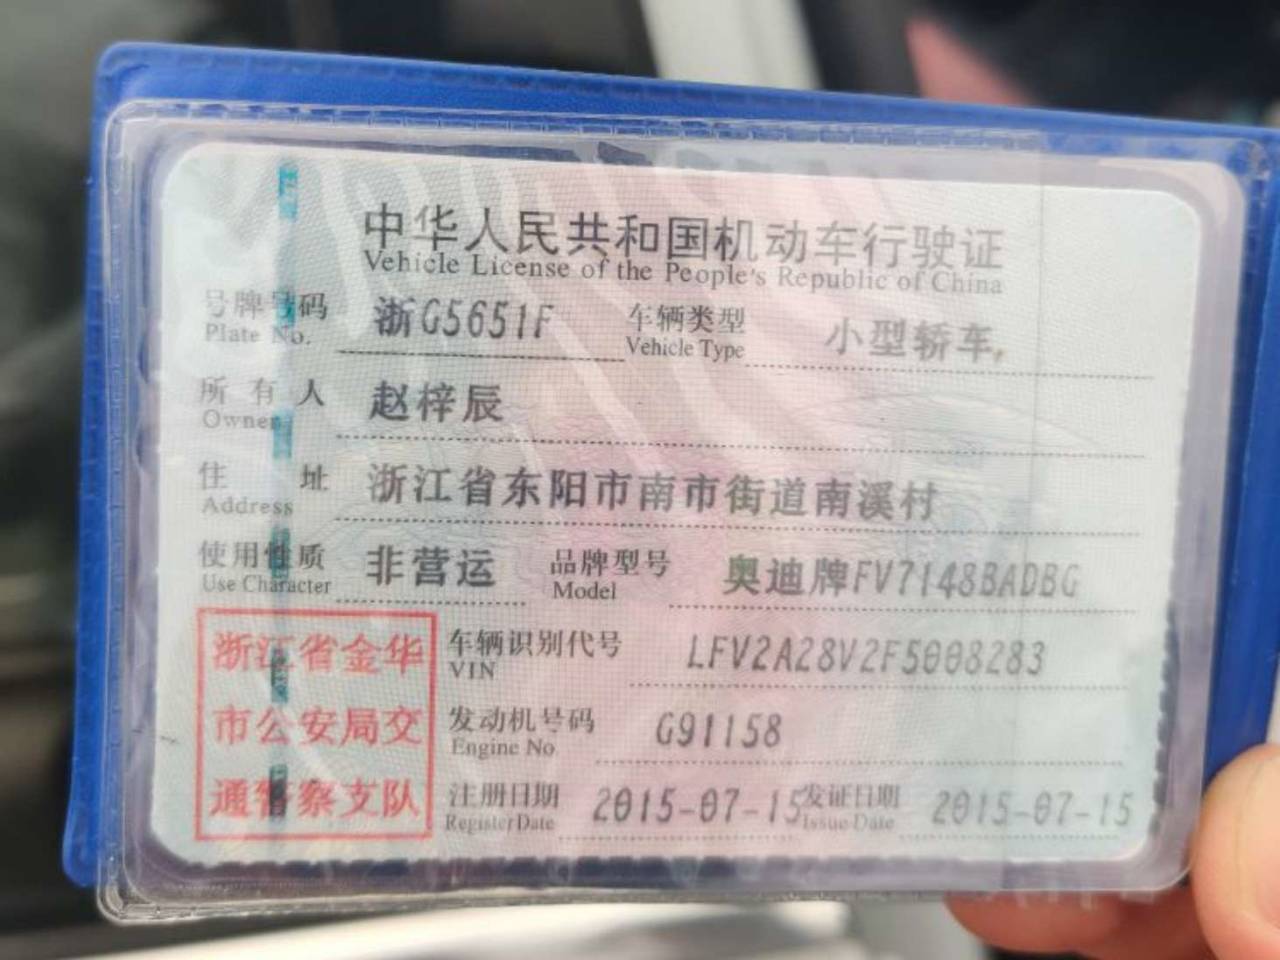 中华人民共和国机动车行驶证
Vehicle License of the People's Republic of China
号牌号码 浙G5651F 车辆类型 小型轿车
Plate No. Vehicle Type
所有人 赵梓辰
Owner
住址 浙江省东阳市南市街道南溪村
Address
使用性质 非营运 品牌型号 奥迪牌FV7148BADBG
Use Character Model
浙江省金华
市公安局交
通警察支队
车辆识别代号 LFV2A28V2F5008283
VIN
发动机号码 G91158
Engine No.
注册日期 2015-07-15 发证日期 2015-07-15
Register Date Issue Date